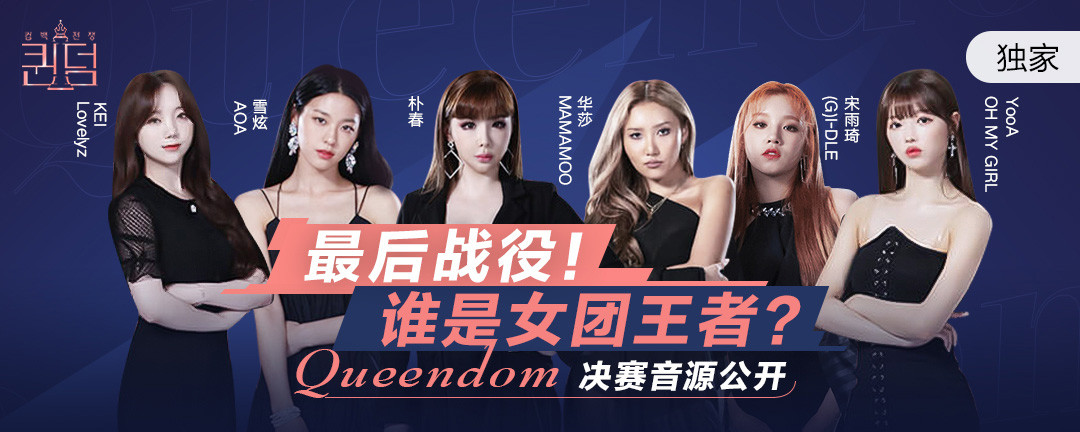 컴백전쟁
퀸덤
独家
KEI
Lovelyz
雪炫
AOA
朴春
华莎
MAMAMOO
宋雨琦
(G)I-DLE
YooA
OH MY GIRL
最后战役!
谁是女团王者?
Queendom 决赛音源公开